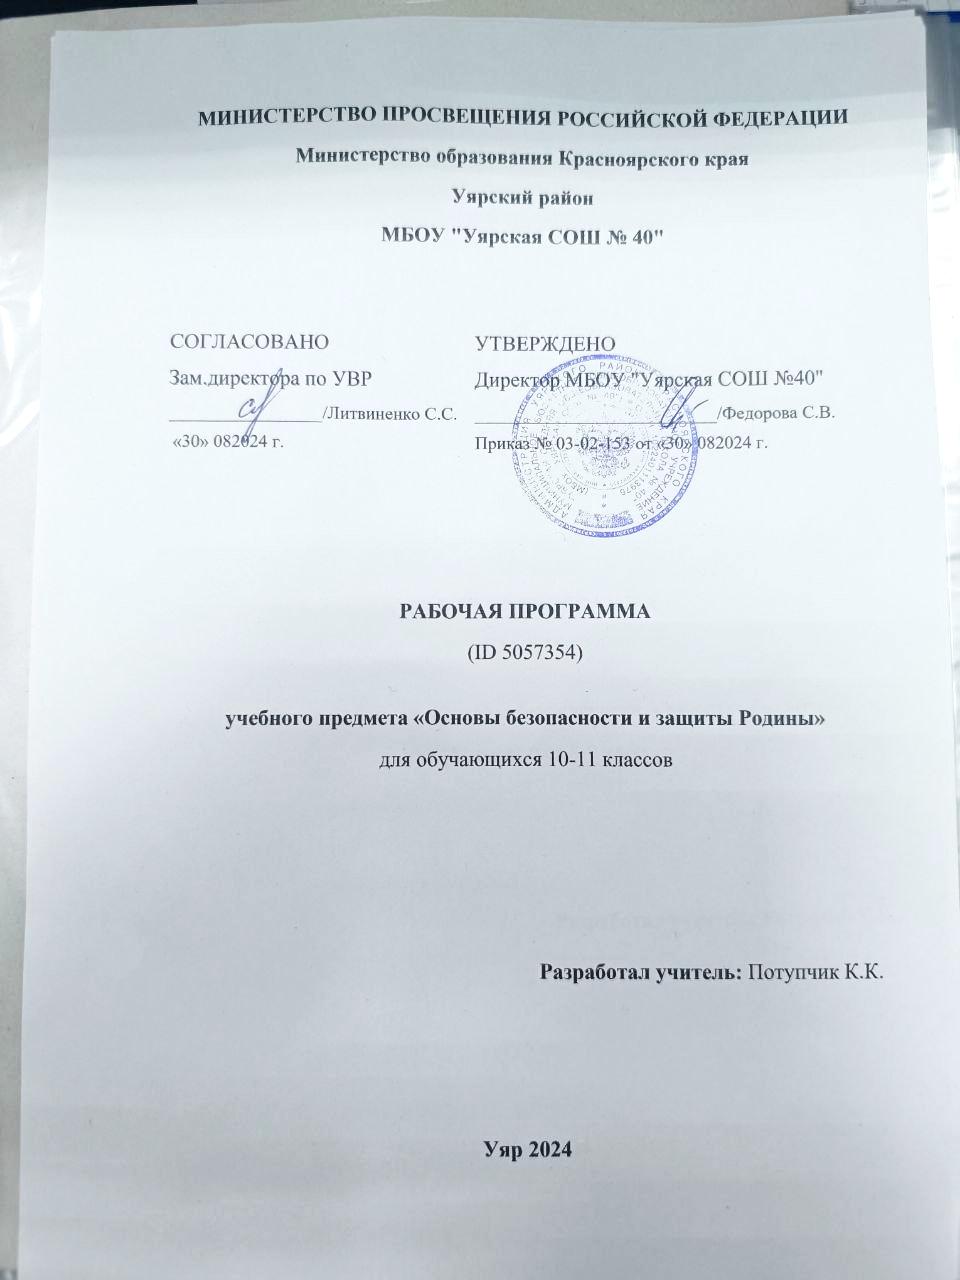 МИНИСТЕРСТВО ПРОСВЕЩЕНИЯ РОССИЙСКОЙ ФЕДЕРАЦИИ
Министерство образования Красноярского края
Уярский район
МБОУ "Уярская СОШ № 40"
СОГЛАСОВАНО
Зам.директора по УВР
/Литвиненко С.С.
«30» 082024 г.
УТВЕРЖДЕНО
Директор МБОУ "Уярская СОШ №40"
/Федорова С.В.
Приказ № 03-02-153 от «30» 082024 г.
РАБОЧАЯ ПРОГРАММА
(ID 5057354)
учебного предмета «Основы безопасности и защиты Родины»
для обучающихся 10-11 классов
Разработал учитель: Потупчик К.К.
Уяр 2024